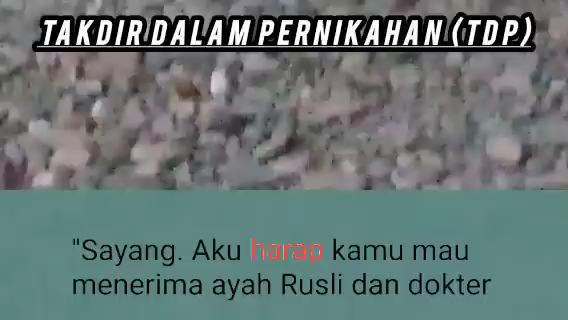 TAKDIR DALAM PERNIKAHAN (TDP)
"Sayang. Aku harap kamu mau
menerima ayah Rusli dan dokter